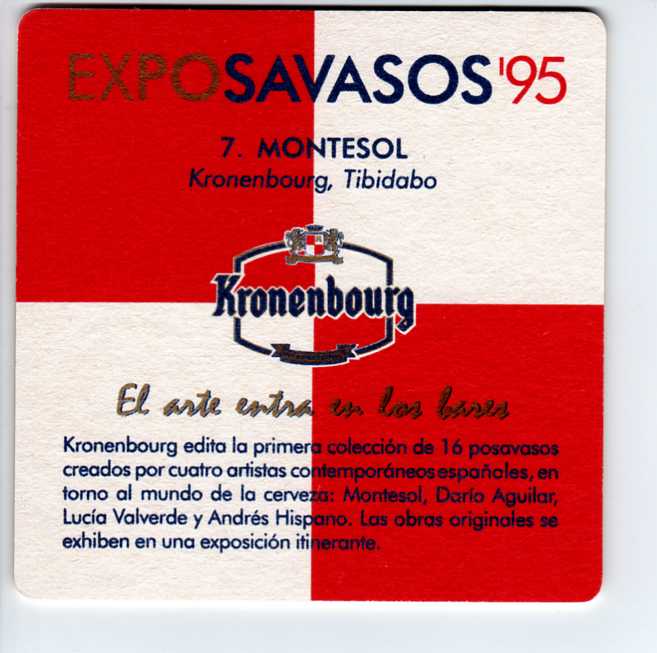 EXPOSAVASOS '95
7. MONTESOL
Kronenbourg, Tibidabo
Kronenbourg
El arte entra en los bares
Kronenbourg edita la primera colección de 16 posavasos
creados por cuatro artistas contemporáneos españoles, en
torno al mundo de la cerveza: Montesol, Darío Aguilar,
Lucía Valverde y Andrés Hispano. Las obras originales se
exhiben en una exposición itinerante.